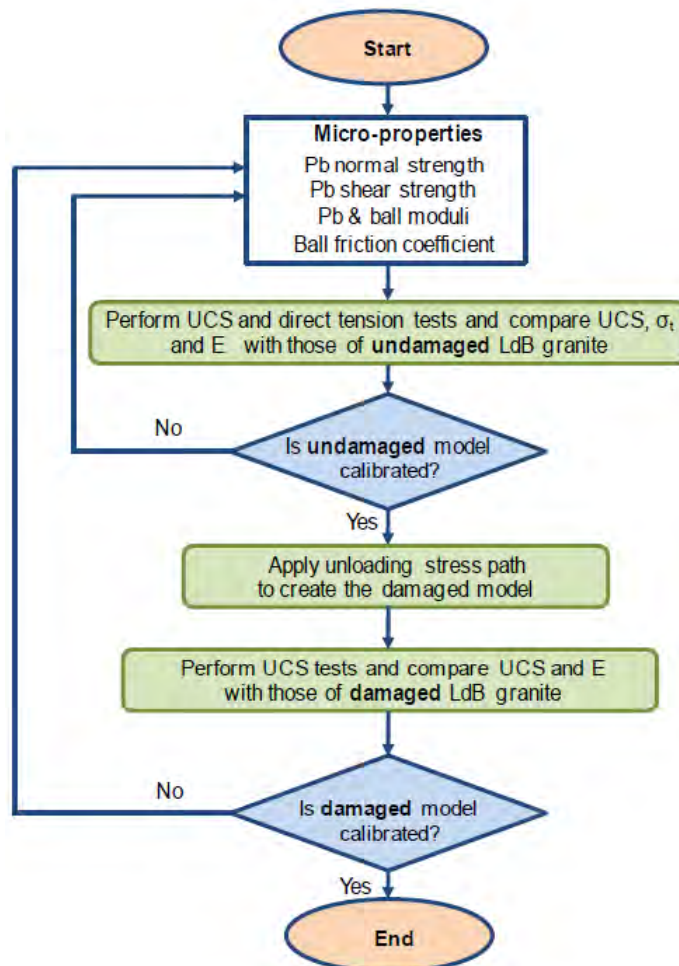 Start
Micro-properties
Pb normal strength
Pb shear strength
Pb & ball moduli
Ball friction coefficient
Perform UCS and direct tension tests and compare UCS, σt
and E with those of undamaged LdB granite
No
Is undamaged model
calibrated?
Yes
Apply unloading stress path
to create the damaged model
Perform UCS tests and compare UCS and E
with those of damaged LdB granite
No
Is damaged model
calibrated?
Yes
End